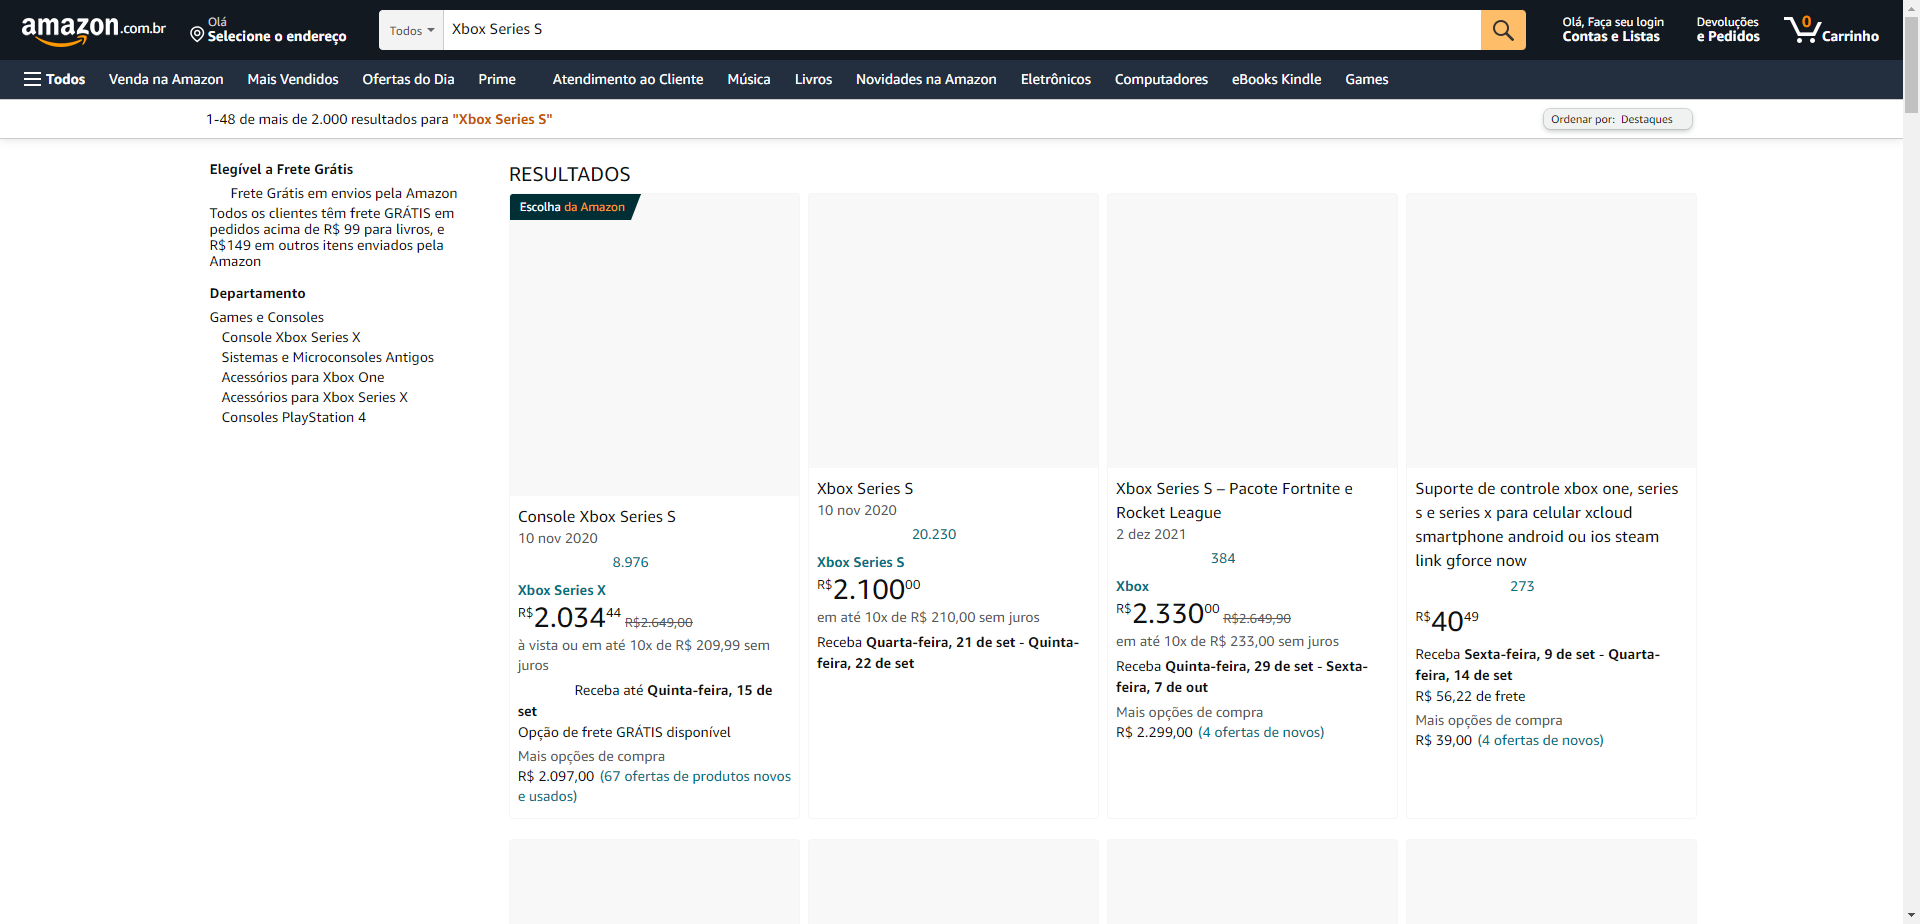 amazon.com.br
Olá
Selecione o endereço
Todos
Xbox Series S
Olá, Faça seu login
Contas e Listas
Devoluções
e Pedidos
0
Carrinho
Todos
Venda na Amazon
Mais Vendidos
Ofertas do Dia
Prime
Atendimento ao Cliente
Música
Livros
Novidades na Amazon
Eletrônicos
Computadores
eBooks Kindle
Games
1-48 de mais de 2.000 resultados para "Xbox Series S"
Ordenar por: Destaques
Elegível a Frete Grátis
Frete Grátis em envios pela Amazon
Todos os clientes têm frete GRÁTIS em
pedidos acima de R$ 99 para livros, e
R$149 em outros itens enviados pela
Amazon
Departamento
Games e Consoles
Console Xbox Series X
Sistemas e Microconsoles Antigos
Acessórios para Xbox One
Acessórios para Xbox Series X
Consoles PlayStation 4
RESULTADOS
Escolha da Amazon
Console Xbox Series S
10 nov 2020
8.976
Xbox Series X
R$2.03444 R$2.649,00
à vista ou em até 10x de R$ 209,99 sem
juros
Receba até Quinta-feira, 15 de
set
Opção de frete GRÁTIS disponível
Mais opções de compra
R$ 2.097,00 (67 ofertas de produtos novos
e usados)
Xbox Series S
10 nov 2020
20.230
Xbox Series S
R$2.10000
em até 10x de R$ 210,00 sem juros
Receba Quarta-feira, 21 de set - Quinta-
feira, 22 de set
Xbox Series S – Pacote Fortnite e
Rocket League
2 dez 2021
384
Xbox
R$2.33000 R$2.649,90
em até 10x de R$ 233,00 sem juros
Receba Quinta-feira, 29 de set - Sexta-
feira, 7 de out
Mais opções de compra
R$ 2.299,00 (4 ofertas de novos)
Suporte de controle xbox one, series
s e series x para celular xcloud
smartphone android ou ios steam
link gforce now
273
R$4049
Receba Sexta-feira, 9 de set - Quarta-
feira, 14 de set
R$ 56,22 de frete
Mais opções de compra
R$ 39,00 (4 ofertas de novos)